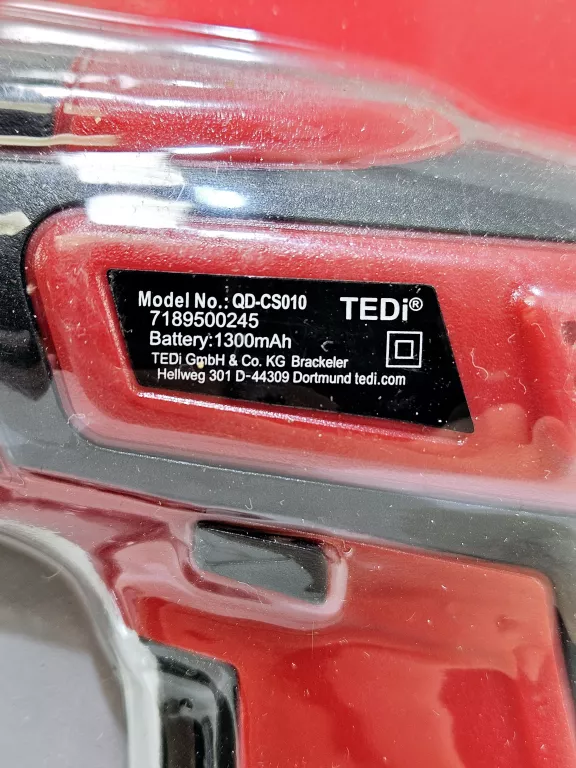 Model No.: QD-CS010
TEDi®
7189500245
Battery:1300mAh
TEDi GmbH & Co. KG Brackeler
Hellweg 301 D-44309 Dortmund tedi.com